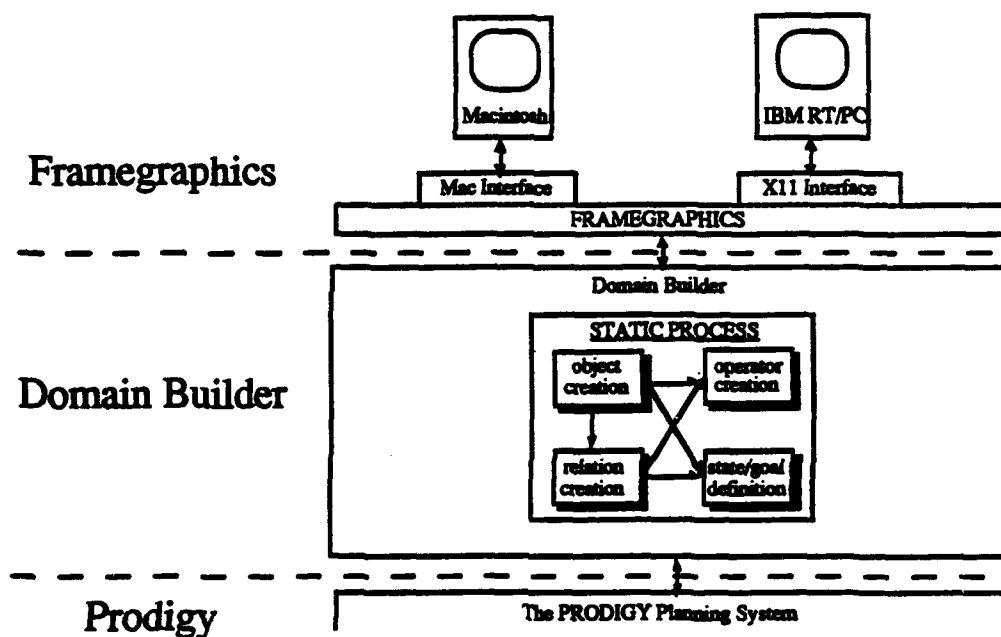 Macintosh
IBM RT/PC
Framegraphics
Mac Interface
X11 Interface
FRAMEGRAPHICS
Domain Builder
Domain Builder
STATIC PROCESS
object
creation
operator
creation
relation
creation
state/goal
definition
Prodigy
The PRODIGY Planning System